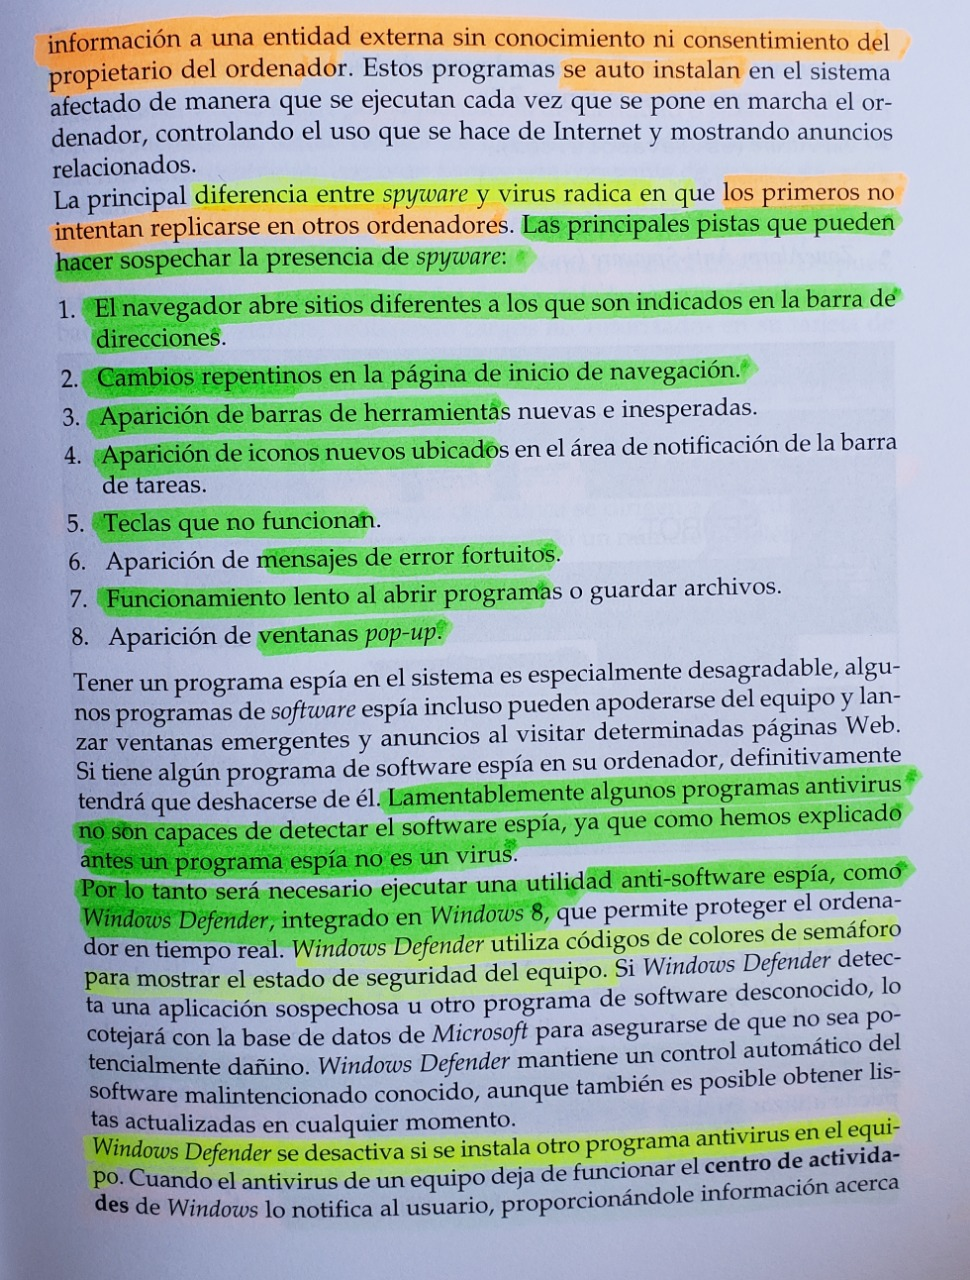 información a una entidad externa sin conocimiento ni consentimiento del
propietario del ordenador. Estos programas se auto instalan en el sistema
afectado de manera que se ejecutan cada vez que se pone en marcha el or-
denador, controlando el uso que se hace de Internet y mostrando anuncios
relacionados.
La principal diferencia entre spyware y virus radica en que los primeros no
intentan replicarse en otros ordenadores. Las principales pistas que pueden
hacer sospechar la presencia de spyware:
1. El navegador abre sitios diferentes a los que son indicados en la barra de
direcciones.
2. Cambios repentinos en la página de inicio de navegación.
3. Aparición de barras de herramientas nuevas e inesperadas.
4. Aparición de iconos nuevos ubicados en el área de notificación de la barra
de tareas.
5. Teclas que no funcionan.
6. Aparición de mensajes de error fortuitos.
7. Funcionamiento lento al abrir programas o guardar archivos.
8. Aparición de ventanas pop-up.
Tener un programa espía en el sistema es especialmente desagradable, algu-
nos programas de software espía incluso pueden apoderarse del equipo y lan-
zar ventanas emergentes y anuncios al visitar determinadas páginas Web.
Si tiene algún programa de software espía en su ordenador, definitivamente
tendrá que deshacerse de él. Lamentablemente algunos programas antivirus
no son capaces de detectar el software espía, ya que como hemos explicado
antes un programa espía no es un virus.
Por lo tanto será necesario ejecutar una utilidad anti-software espía, como
Windows Defender, integrado en Windows 8, que permite proteger el ordena-
dor en tiempo real. Windows Defender utiliza códigos de colores de semáforo
para mostrar el estado de seguridad del equipo. Si Windows Defender detec-
ta una aplicación sospechosa u otro programa de software desconocido, lo
cotejará con la base de datos de Microsoft para asegurarse de que no sea po-
tencialmente dañino. Windows Defender mantiene un control automático del
software malintencionado conocido, aunque también es posible obtener lis-
tas actualizadas en cualquier momento.
Windows Defender se desactiva si se instala otro programa antivirus en el equi-
po. Cuando el antivirus de un equipo deja de funcionar el centro de activida-
des de Windows lo notifica al usuario, proporcionándole información acerca